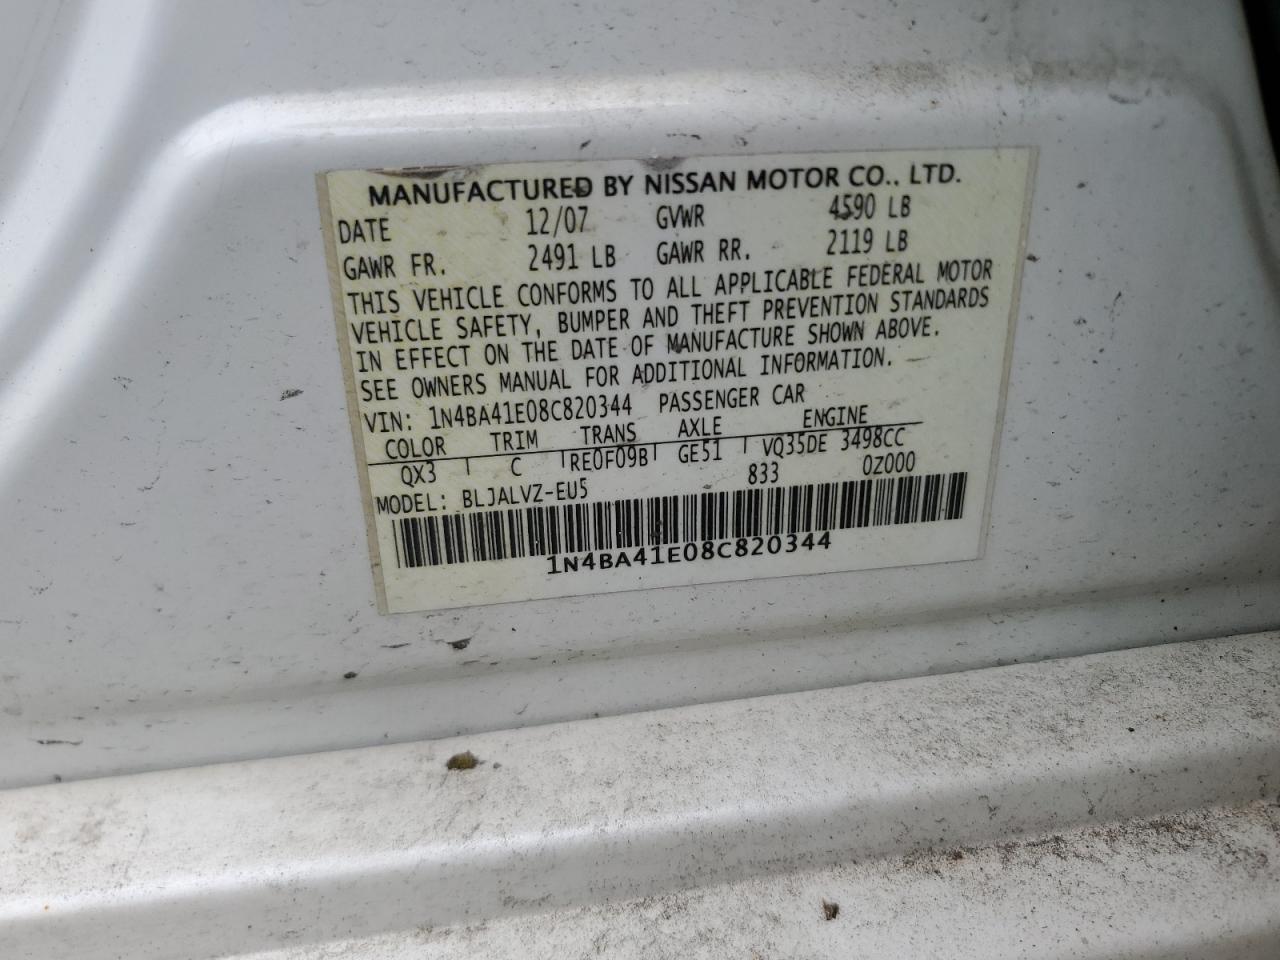 MANUFACTURED BY NISSAN MOTOR CO., LTD.
DATE 12/07 GVWR 4590 LB
GAWR FR. 2491 LB GAWR RR. 2119 LB
THIS VEHICLE CONFORMS TO ALL APPLICABLE FEDERAL MOTOR
VEHICLE SAFETY, BUMPER AND THEFT PREVENTION STANDARDS
IN EFFECT ON THE DATE OF MANUFACTURE SHOWN ABOVE.
SEE OWNERS MANUAL FOR ADDITIONAL INFORMATION.
VIN: 1N4BA41E08C820344 PASSENGER CAR
COLOR TRIM TRANS AXLE ENGINE
QX3 C RE0F09B GE51 VQ35DE 3498CC
MODEL: BLJALVZ-EU5 833 0Z000
1N4BA41E08C820344